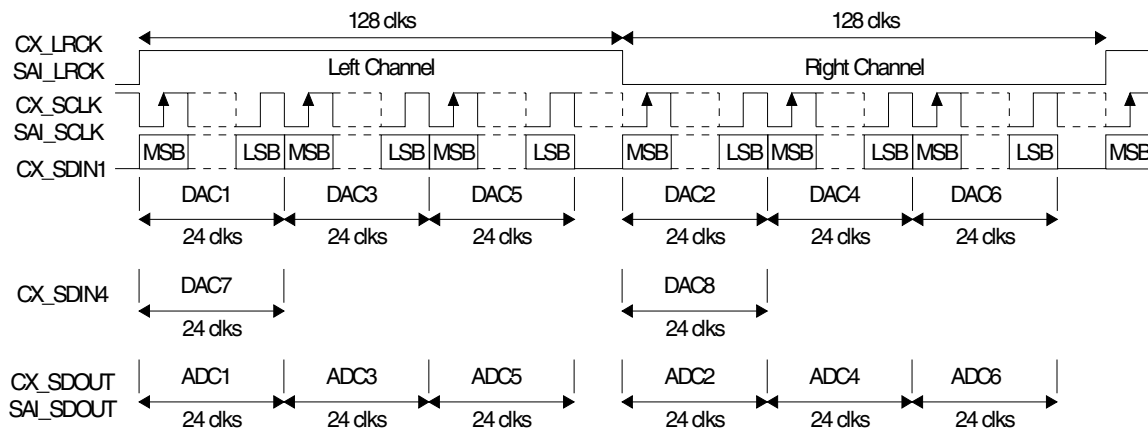 128 clks 128 clks
CX_LRCK
SAI_LRCK Left Channel Right Channel
CX_SCLK
SAI_SCLK
MSB LSB MSB LSB MSB LSB MSB LSB MSB LSB MSB LSB MSB
CX_SDIN1
DAC1 DAC3 DAC5 DAC2 DAC4 DAC6
24 clks 24 clks 24 clks 24 clks 24 clks 24 clks
DAC7 DAC8
CX_SDIN4
24 clks 24 clks
CX_SDOUT ADC1 ADC3 ADC5 ADC2 ADC4 ADC6
SAI_SDOUT 24 clks 24 clks 24 clks 24 clks 24 clks 24 clks